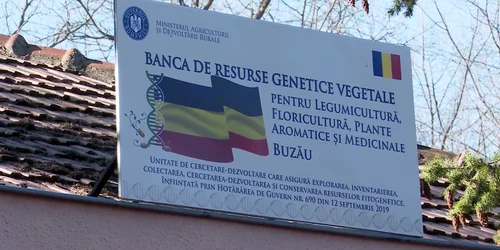 Ministerul Agriculturii
și Dezvoltării Rurale
Banca de Resurse Genetice Vegetale
pentru Legumicultură,
Floricultură, Plante
Aromatice și Medicinale
Buzău
Unitate de cercetare-dezvoltare care asigură explorarea, inventarierea,
colectarea, cercetarea-dezvoltarea și conservarea resurselor fitogenetice.
Înființată prin Hotărârea de Guvern nr. 690 din 12 septembrie 2019